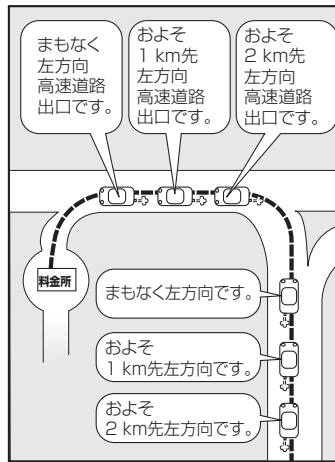 まもなく
左方向
高速道路
出口です。
およそ
1 km先
左方向
高速道路
出口です。
およそ
2 km先
左方向
高速道路
出口です。
料金所
まもなく左方向です。
およそ
1 km先左方向です。
およそ
2 km先左方向です。